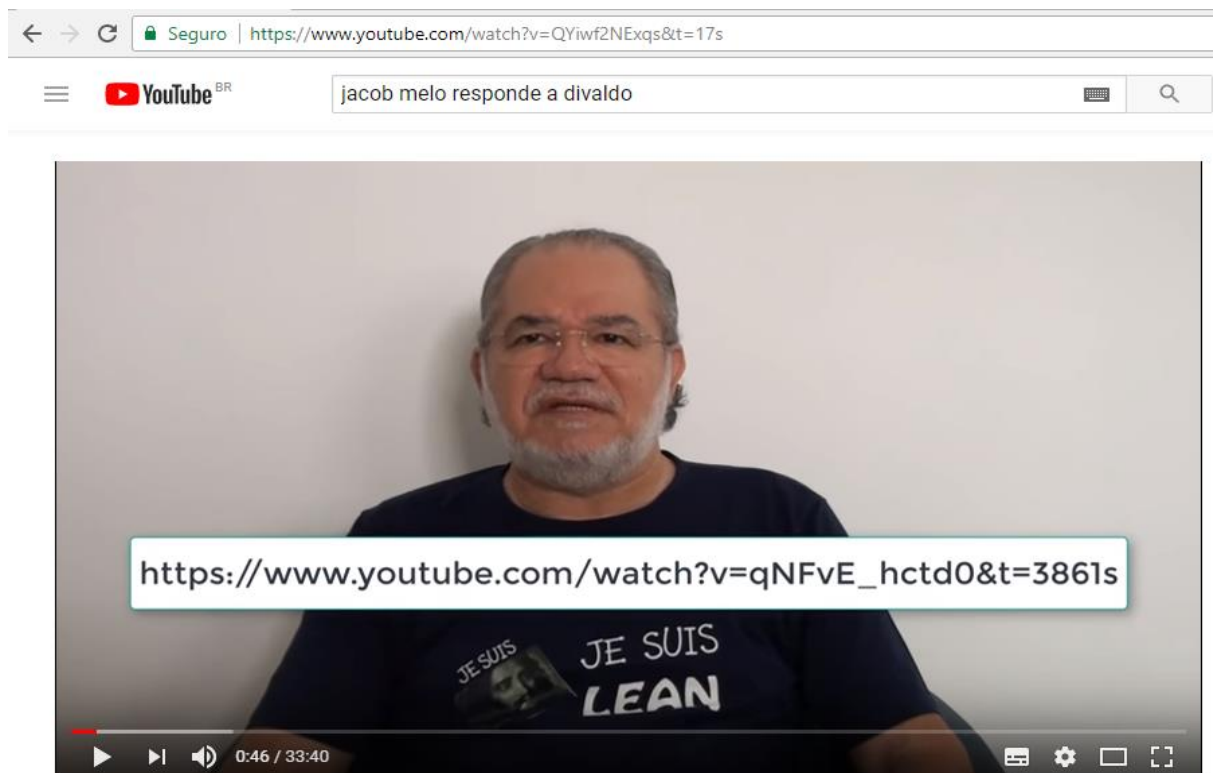 Seguro | https://www.youtube.com/watch?v=QYiwf2NExqs&t=17s
YouTube BR
jacob melo responde a divaldo
https://www.youtube.com/watch?v=qNFvE_hctd0&t=3861s
JE SUIS
JE SUIS
LEAN
0:46 / 33:40